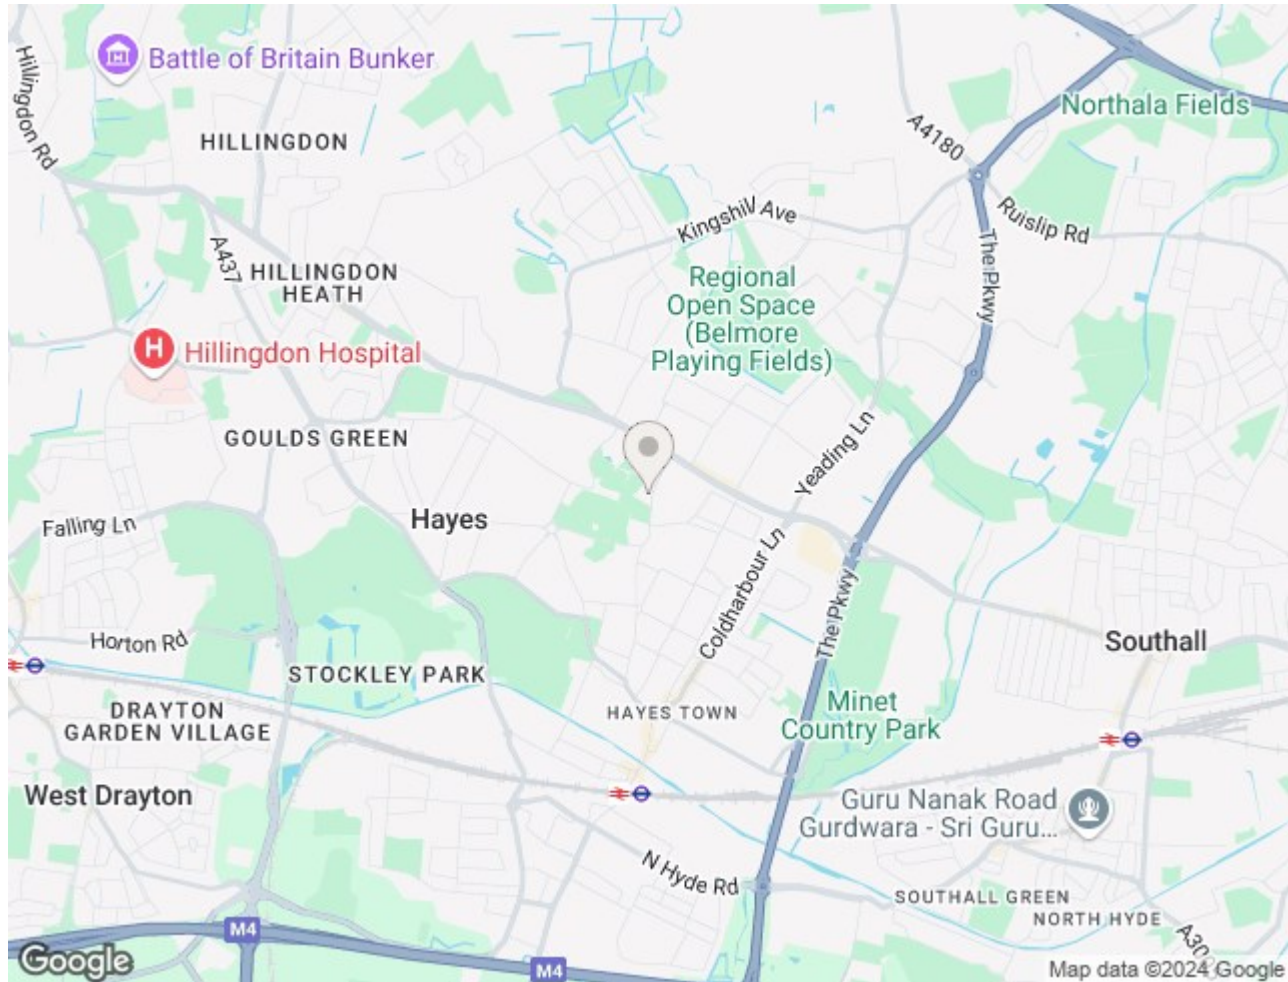 Hillingdon Rd
Battle of Britain Bunker
HILLINGDON
A4180
Northala Fields
Kingshill Ave
Ruislip Rd
A437
The Pkwy
HILLINGDON
HEATH
Regional
Open Space
(Belmore
Playing Fields)
H
Hillingdon Hospital
GOULDS GREEN
Yeading Ln
Falling Ln
Hayes
Coldharbour Ln
The Pkwy
Horton Rd
Southall
STOCKLEY PARK
DRAYTON
GARDEN VILLAGE
HAYES TOWN
Minet
Country Park
West Drayton
Guru Nanak Road
Gurdwara - Sri Guru...
N Hyde Rd
SOUTHALL GREEN
NORTH HYDE
M4
M4
Google
Map data ©2024 Google